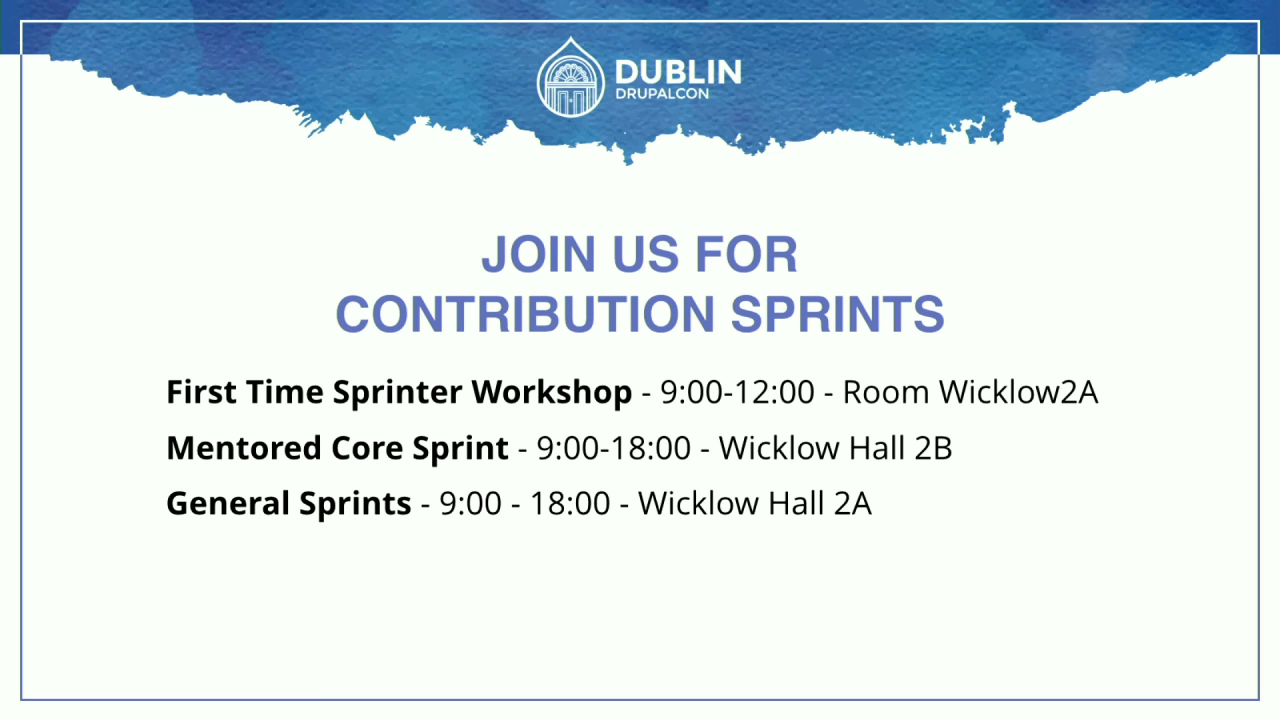 DUBLIN
DRUPALCON
JOIN US FOR
CONTRIBUTION SPRINTS
First Time Sprinter Workshop - 9:00-12:00 - Room Wicklow2A
Mentored Core Sprint - 9:00-18:00 - Wicklow Hall 2B
General Sprints - 9:00 - 18:00 - Wicklow Hall 2A